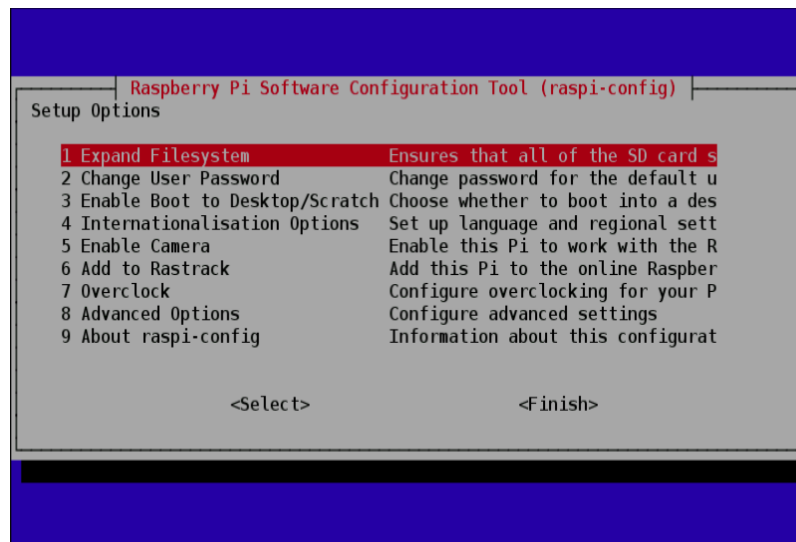 Raspberry Pi Software Configuration Tool (raspi-config)
Setup Options
1 Expand Filesystem Ensures that all of the SD card s
2 Change User Password Change password for the default u
3 Enable Boot to Desktop/Scratch Choose whether to boot into a des
4 Internationalisation Options Set up language and regional sett
5 Enable Camera Enable this Pi to work with the R
6 Add to Rastrack Add this Pi to the online Raspber
7 Overclock Configure overclocking for your P
8 Advanced Options Configure advanced settings
9 About raspi-config Information about this configurat
<Select> <Finish>